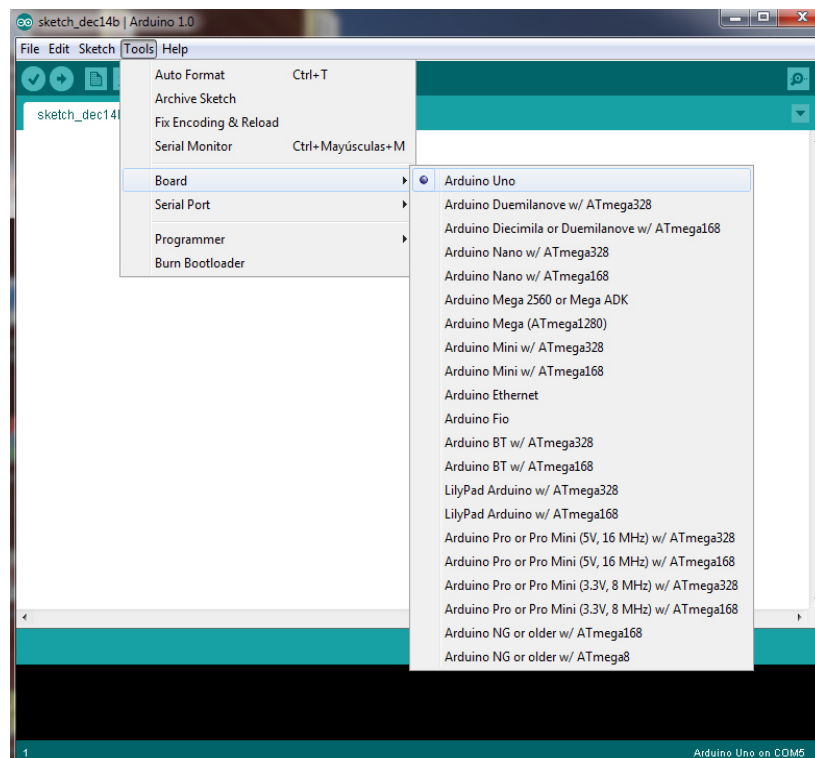 sketch_dec14b | Arduino 1.0
File Edit Sketch Tools Help
Auto Format Ctrl+T
Archive Sketch
sketch_dec14
Fix Encoding & Reload
Serial Monitor Ctrl+Mayúsculas+M
Board
Serial Port
Programmer
Burn Bootloader
Arduino Uno
Arduino Duemilanove w/ ATmega328
Arduino Diecimila or Duemilanove w/ ATmega168
Arduino Nano w/ ATmega328
Arduino Nano w/ ATmega168
Arduino Mega 2560 or Mega ADK
Arduino Mega (ATmega1280)
Arduino Mini w/ ATmega328
Arduino Mini w/ ATmega168
Arduino Ethernet
Arduino Fio
Arduino BT w/ ATmega328
Arduino BT w/ ATmega168
LilyPad Arduino w/ ATmega328
LilyPad Arduino w/ ATmega168
Arduino Pro or Pro Mini (5V, 16 MHz) w/ ATmega328
Arduino Pro or Pro Mini (5V, 16 MHz) w/ ATmega168
Arduino Pro or Pro Mini (3.3V, 8 MHz) w/ ATmega328
Arduino Pro or Pro Mini (3.3V, 8 MHz) w/ ATmega168
Arduino NG or older w/ ATmega168
Arduino NG or older w/ ATmega8
1 Arduino Uno on COM5